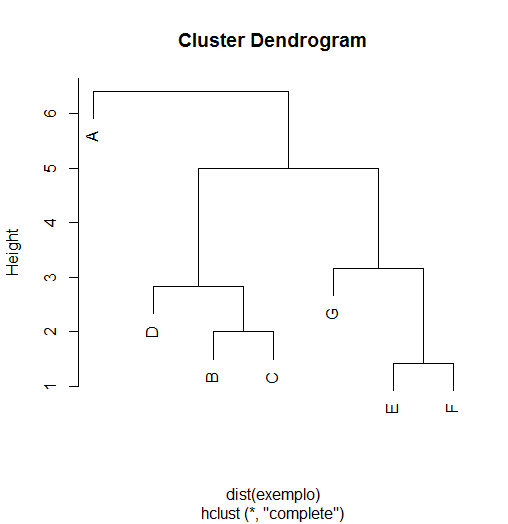 Cluster Dendrogram
Height
6
5
4
3
2
1
A
D
B
C
G
E
F
dist(exemplo)
hclust (*, "complete")